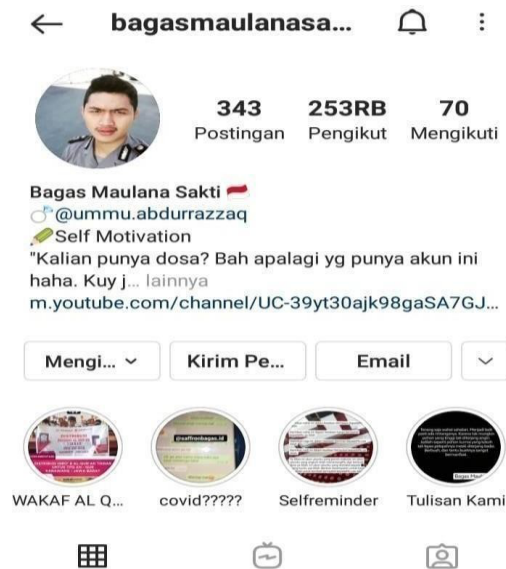 bagasmaulanasa...
343 253RB 70
Postingan Pengikut Mengikuti
Bagas Maulana Sakti
@ummu.abdurrazzaq
Self Motivation
"Kalian punya dosa? Bah apalagi yg punya akun ini
haha. Kuy j... lainnya
m.youtube.com/channel/UC-39yt30ajk98gaSA7GJ...
Mengi... Kirim Pe... Email
@saffronbagas.id
WAKAF AL Q... covid????? Selfreminder Tulisan Kami